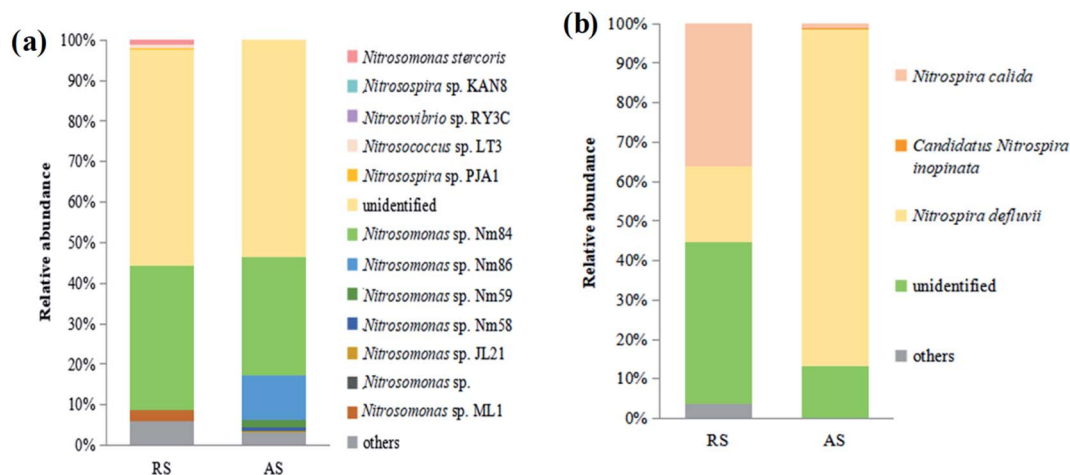 (a)
100%
90%
80%
70%
60%
50%
40%
30%
20%
10%
0%
Relative abundance
RS AS
Nitrosomonas stercoris
Nitrosospira sp. KAN8
Nitrosovibrio sp. RY3C
Nitrosococcus sp. LT3
Nitrosospira sp. PJA1
unidentified
Nitrosomonas sp. Nm84
Nitrosomonas sp. Nm86
Nitrosomonas sp. Nm59
Nitrosomonas sp. Nm58
Nitrosomonas sp. JL21
Nitrosomonas sp.
Nitrosomonas sp. ML1
others
(b)
100%
90%
80%
70%
60%
50%
40%
30%
20%
10%
0%
Relative abundance
RS AS
Nitrospira calida
Candidatus Nitrospira
inopinata
Nitrospira defluvii
unidentified
others